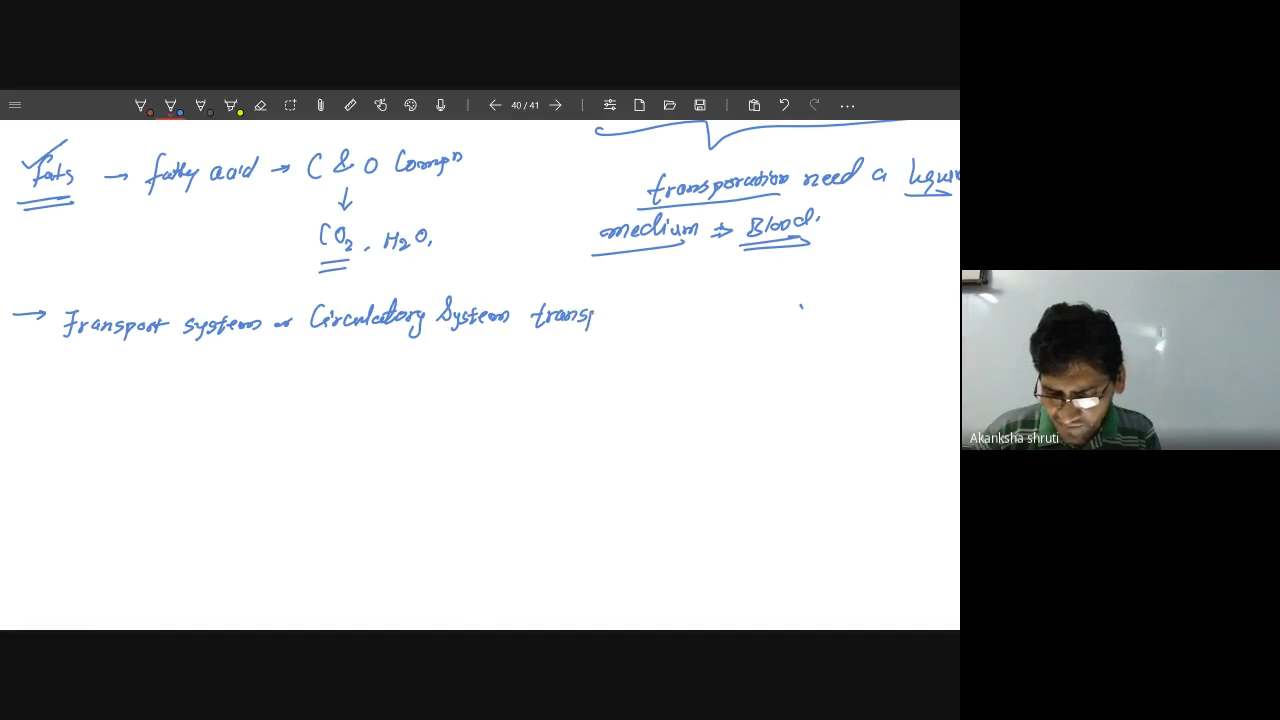 40/41
fats → fatty acid → C & O Compn
↓
CO2, H2O,
transporation need a liqui
medium ⇒ Blood.
→ Transport system or Circulatory System transp
Akanksha shruti